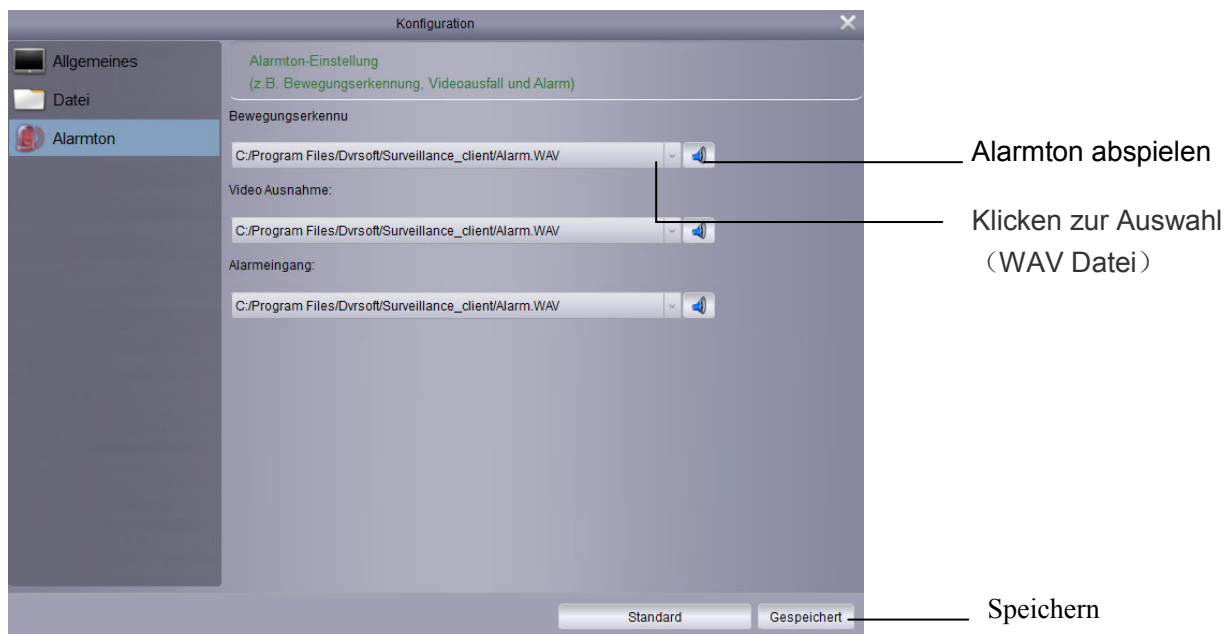 Konfiguration
Allgemeines
Datei
Alarmton
Alarmton-Einstellung
(z.B. Bewegungserkennung, Videoausfall und Alarm)
Bewegungserkennu
C:/Program Files/Dvrsoft/Surveillance_client/Alarm.WAV
Video Ausnahme:
C:/Program Files/Dvrsoft/Surveillance_client/Alarm.WAV
Alarmeingang:
C:/Program Files/Dvrsoft/Surveillance_client/Alarm.WAV
Standard
Gespeichert
Alarmton abspielen
Klicken zur Auswahl
（WAV Datei）
Speichern